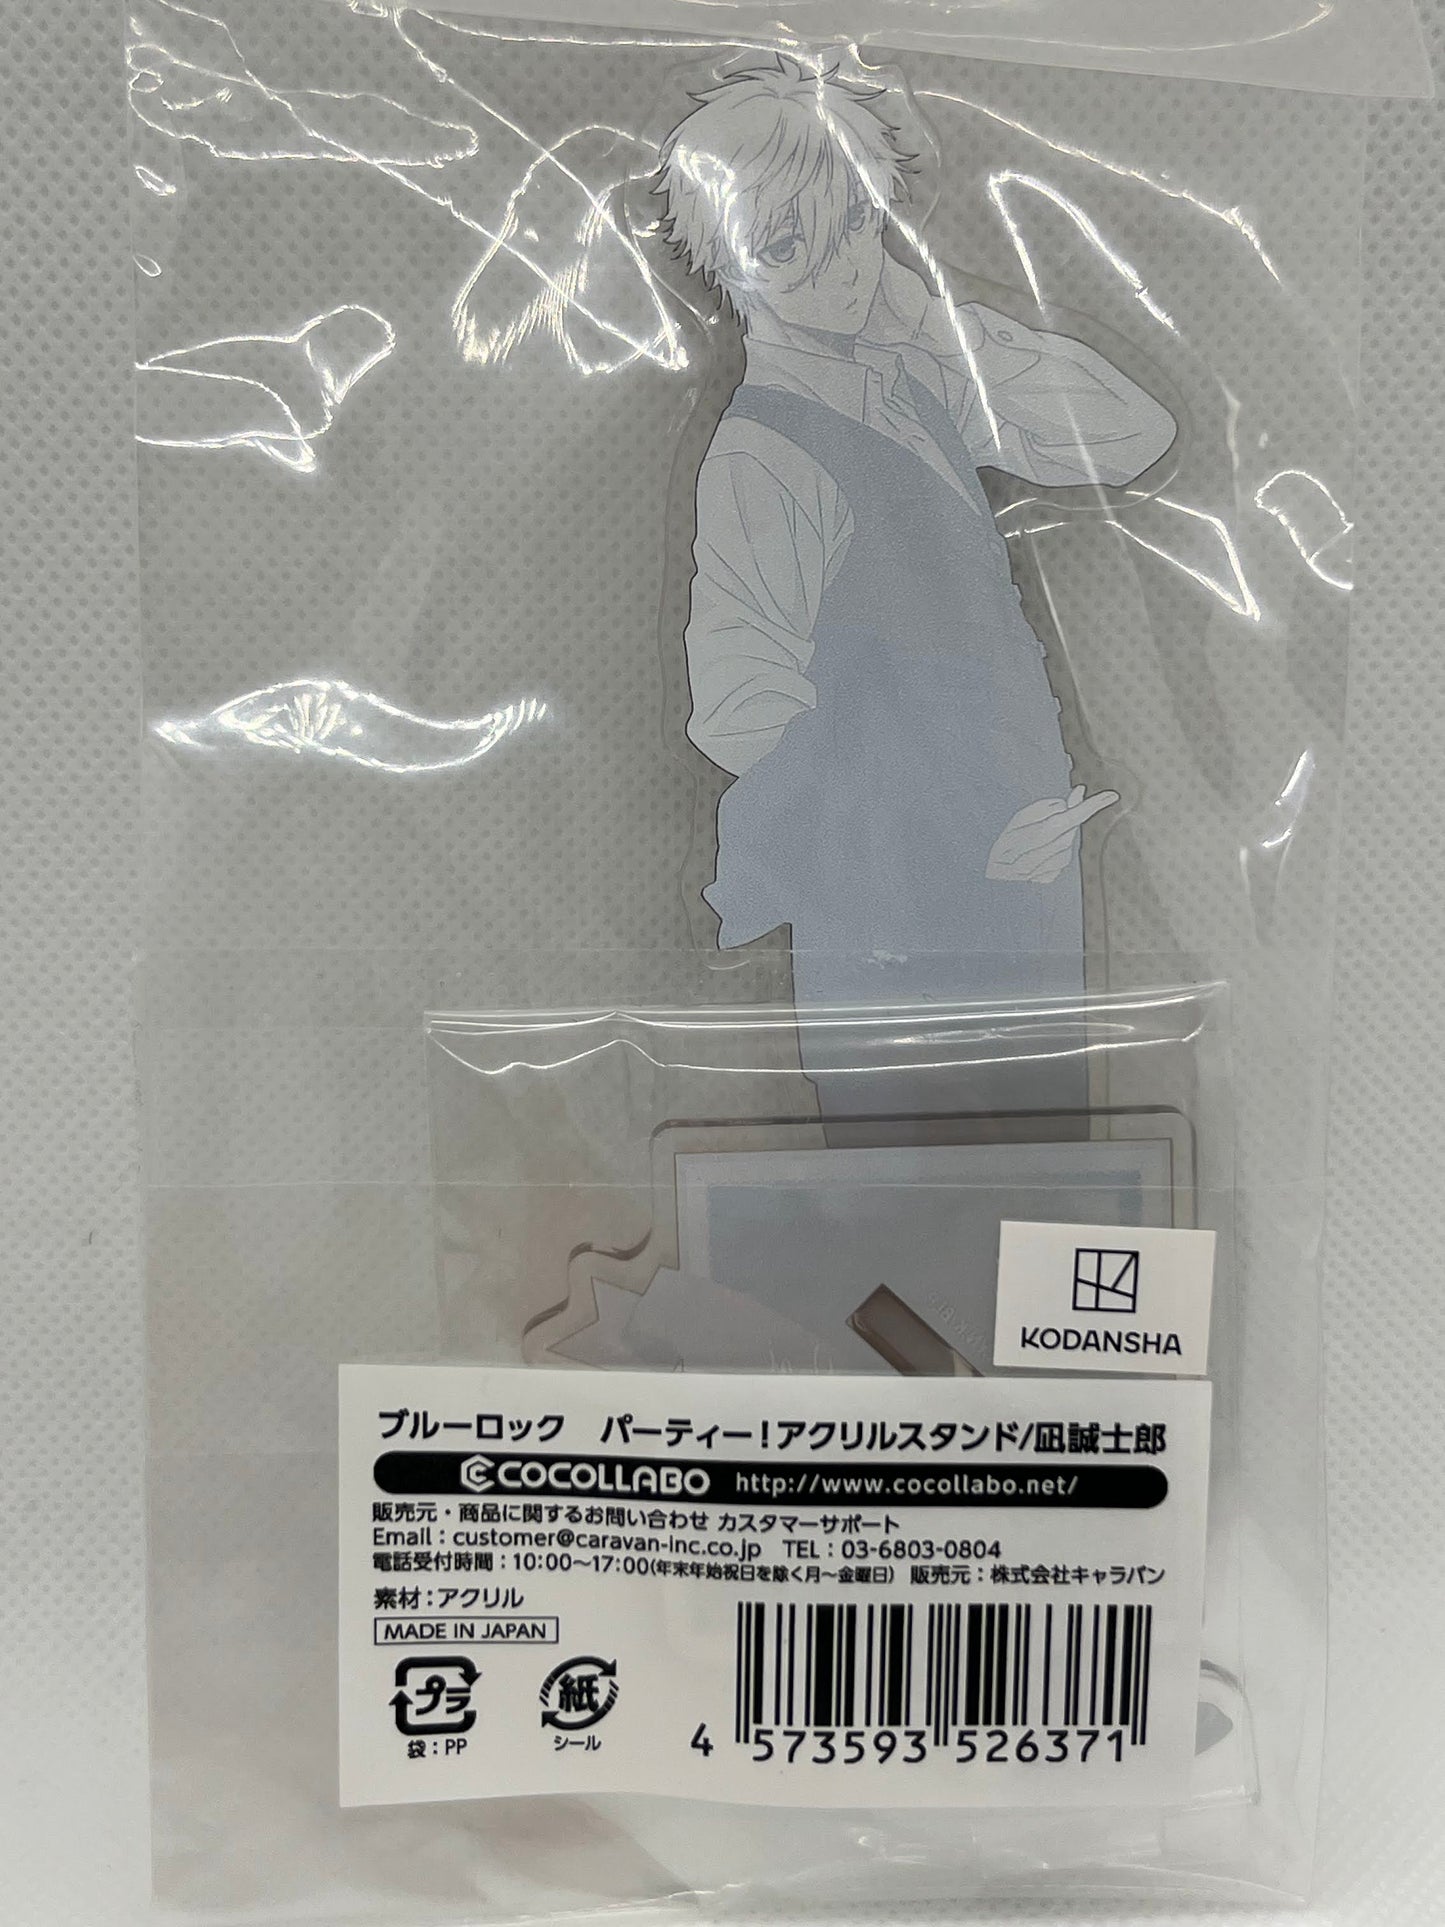 KODANSHA
ブルーロック パーティー!アクリルスタンド/凪誠士郎
COCOLLABO http://www.cocollabo.net/
販売元・商品に関するお問い合わせ カスタマーサポート
Email:customer@caravan-inc.co.jp TEL:03-6803-0804
電話受付時間:10:00〜17:00(年末年始祝日を除く月〜金曜日) 販売元:株式会社キャラバン
素材:アクリル
MADE IN JAPAN
プラ 紙
袋:PP シール
4 573593 526371